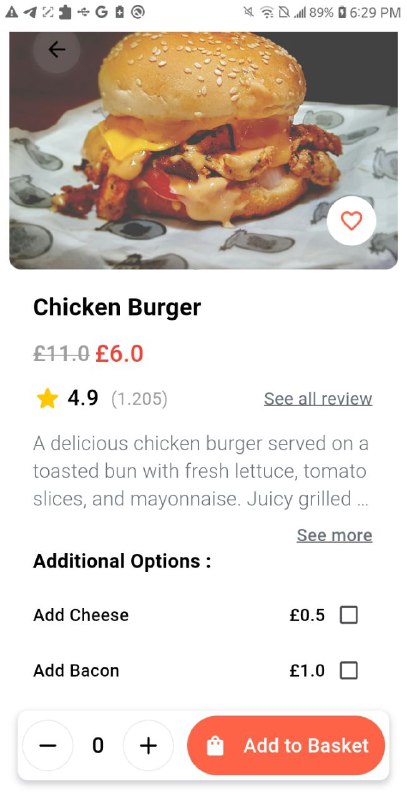 89% 6:29 PM
Chicken Burger
£11.0 £6.0
4.9 (1.205) See all review
A delicious chicken burger served on a
toasted bun with fresh lettuce, tomato
slices, and mayonnaise. Juicy grilled ...
See more
Additional Options :
Add Cheese £0.5
Add Bacon £1.0
0 Add to Basket